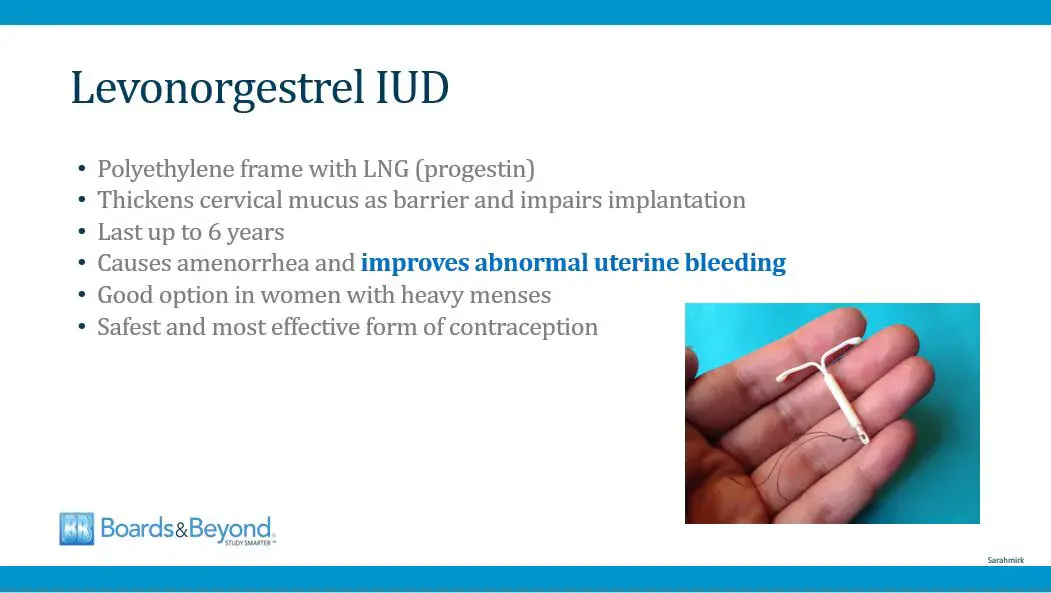 Levonorgestrel IUD
• Polyethylene frame with LNG (progestin)
• Thickens cervical mucus as barrier and impairs implantation
• Last up to 6 years
• Causes amenorrhea and improves abnormal uterine bleeding
• Good option in women with heavy menses
• Safest and most effective form of contraception
BB Boards&Beyond.
STUDY SMARTER™
Sarahmirk